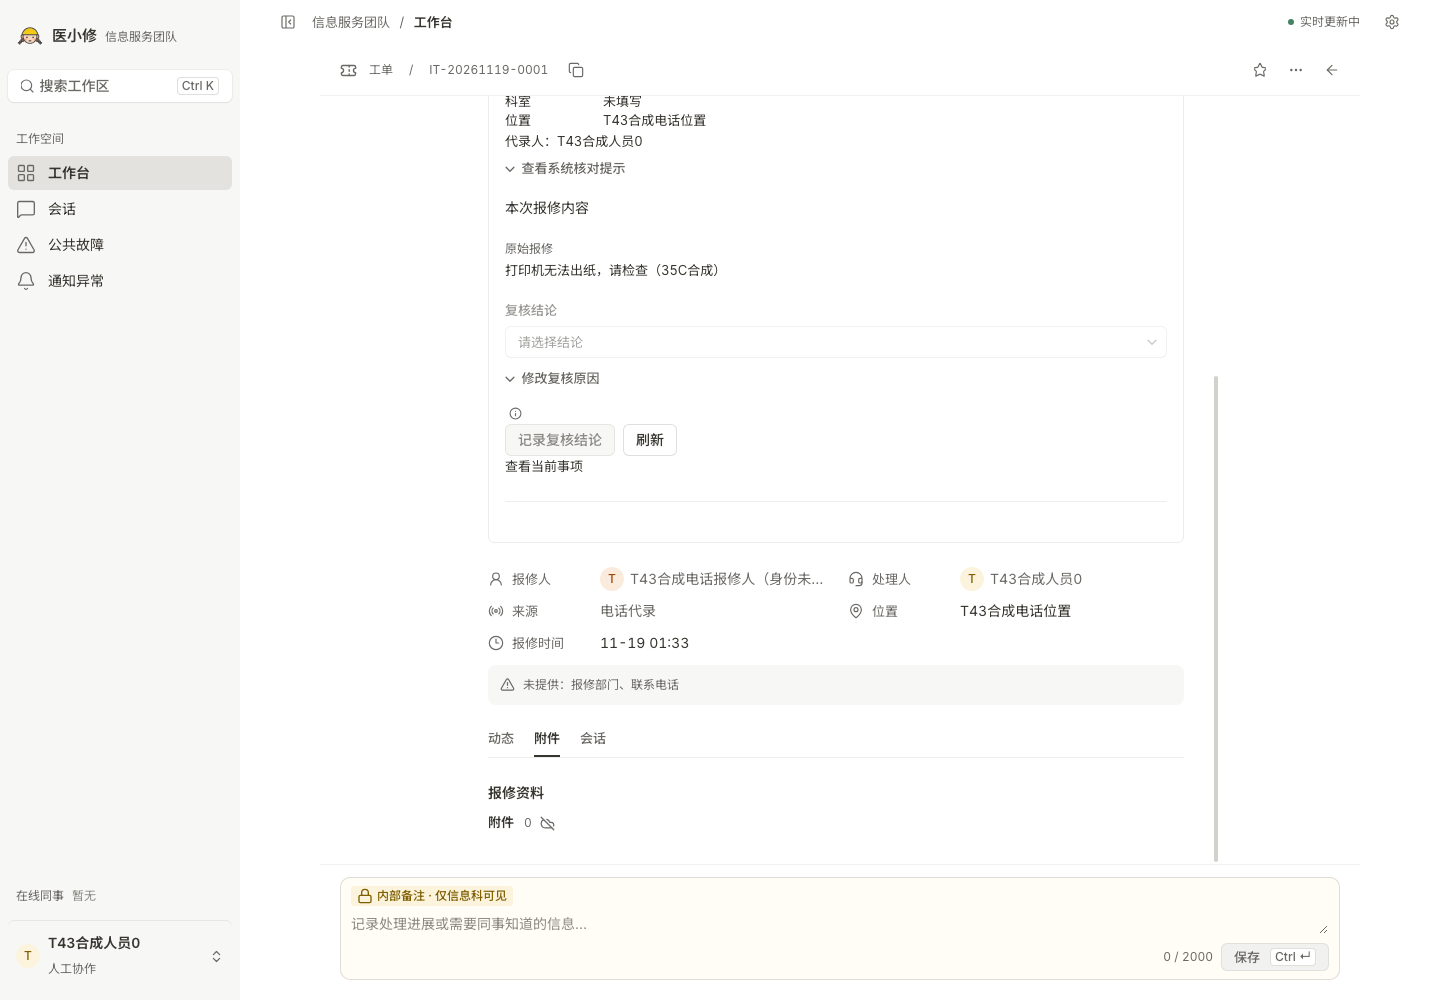 医小修 信息服务团队
搜索工作区 Ctrl K
工作空间
工作台
会话
公共故障
通知异常
在线同事 暂无
T T43合成人员0
人工协作
信息服务团队 / 工作台
实时更新中
工单 / IT-20261119-0001
科室 未填写
位置 T43合成电话位置
代录人：T43合成人员0
查看系统核对提示
本次报修内容
原始报修
打印机无法出纸，请检查（35C合成）
复核结论
请选择结论
修改复核原因
记录复核结论 刷新
查看当前事项
报修人 T T43合成电话报修人（身份未... 处理人 T T43合成人员0
来源 电话代录 位置 T43合成电话位置
报修时间 11-19 01:33
未提供：报修部门、联系电话
动态 附件 会话
报修资料
附件 0
内部备注 · 仅信息科可见
记录处理进展或需要同事知道的信息...
0 / 2000 保存 Ctrl ↵